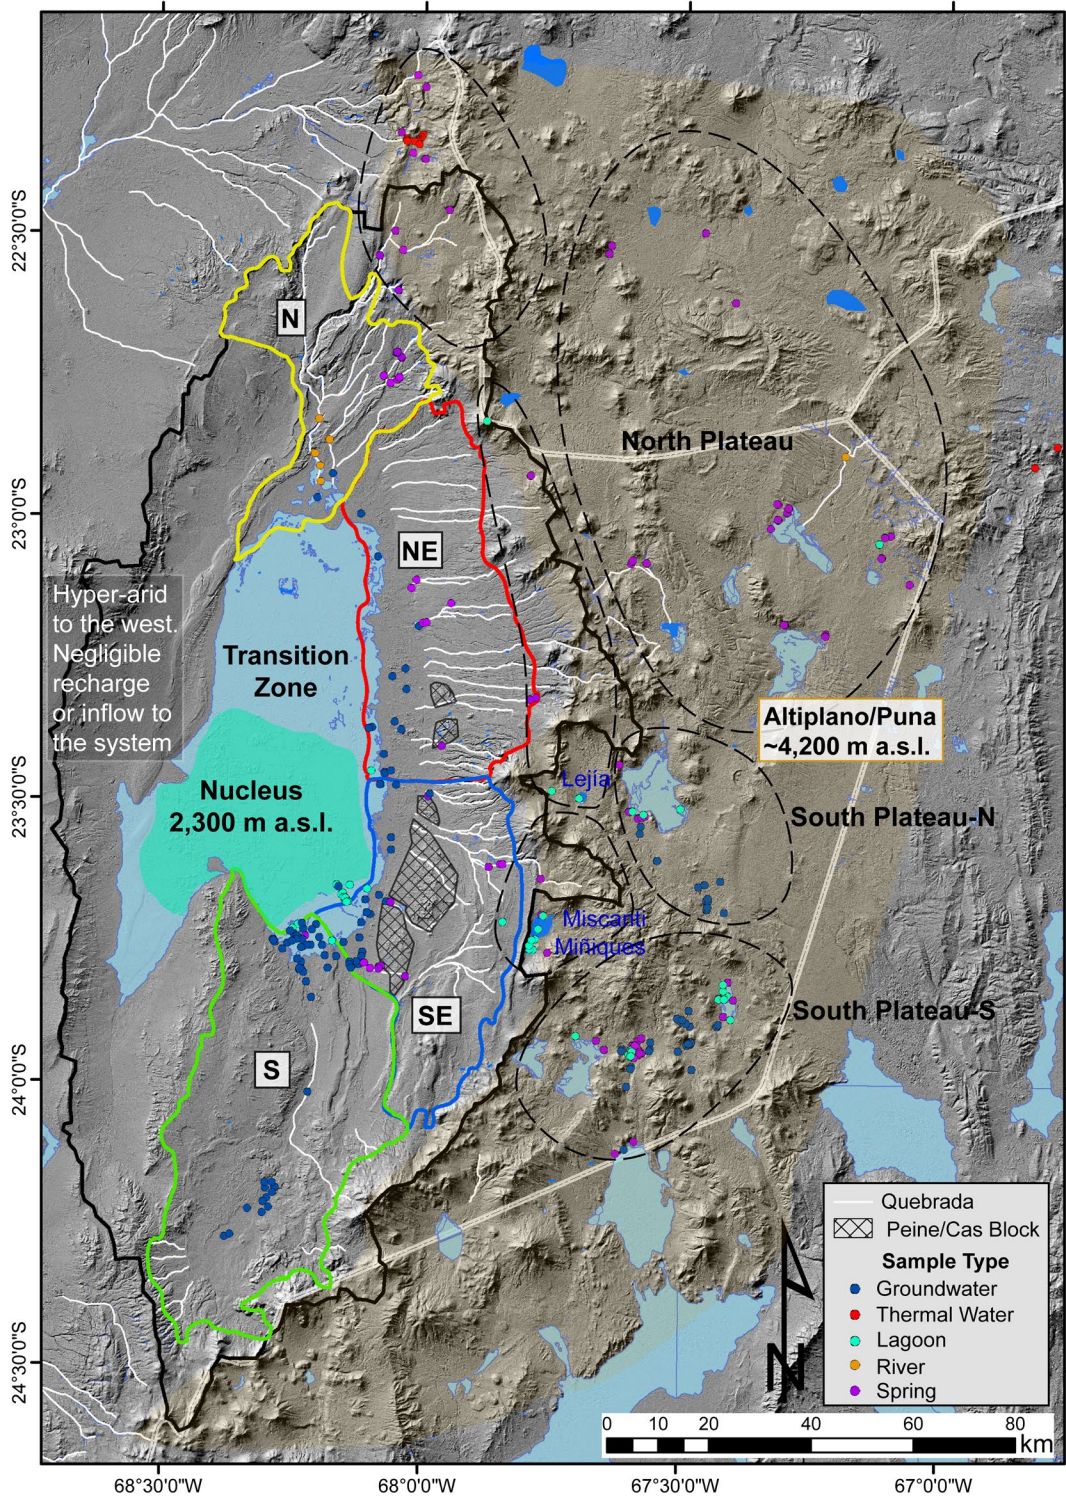 22°30'0"S
23°0'0"S
23°30'0"S
24°0'0"S
24°30'0"S
N
NE
North Plateau
Hyper-arid
to the west.
Negligible
recharge
or inflow to
the system
Transition
Zone
Altiplano/Puna
~4,200 m a.s.l.
Nucleus
2,300 m a.s.l.
Lejía
South Plateau-N
Miscanti
Miñiques
SE
South Plateau-S
S
Quebrada
Peine/Cas Block
Sample Type
Groundwater
Thermal Water
Lagoon
River
Spring
N
0 10 20 40 60 80
km
68°30'0"W 68°0'0"W 67°30'0"W 67°0'0"W